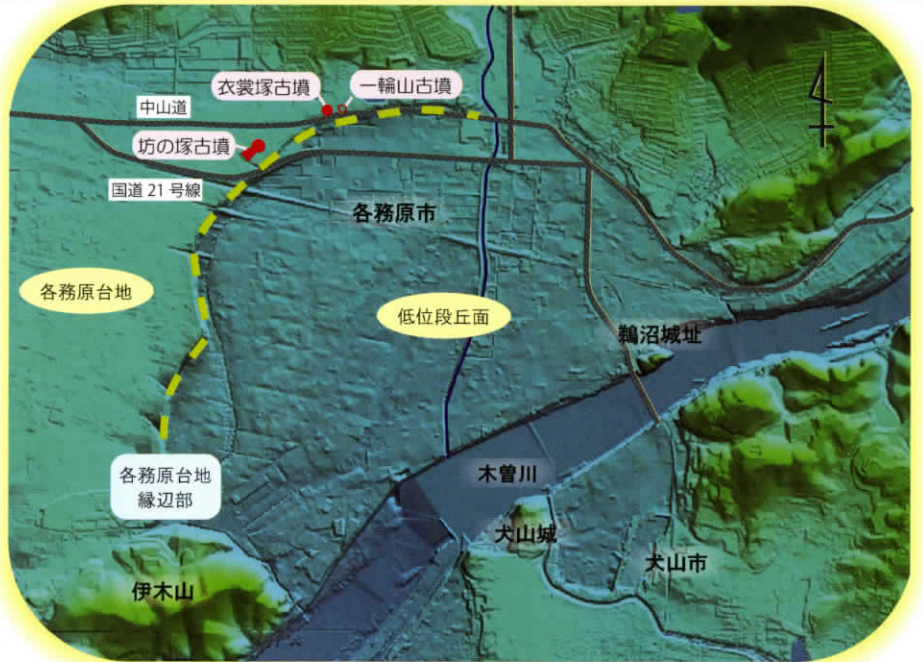 衣裳塚古墳
一輪山古墳
中山道
坊の塚古墳
国道21号線
各務原市
各務原台地
低位段丘面
鵜沼城址
各務原台地
縁辺部
木曽川
犬山城
犬山市
伊木山